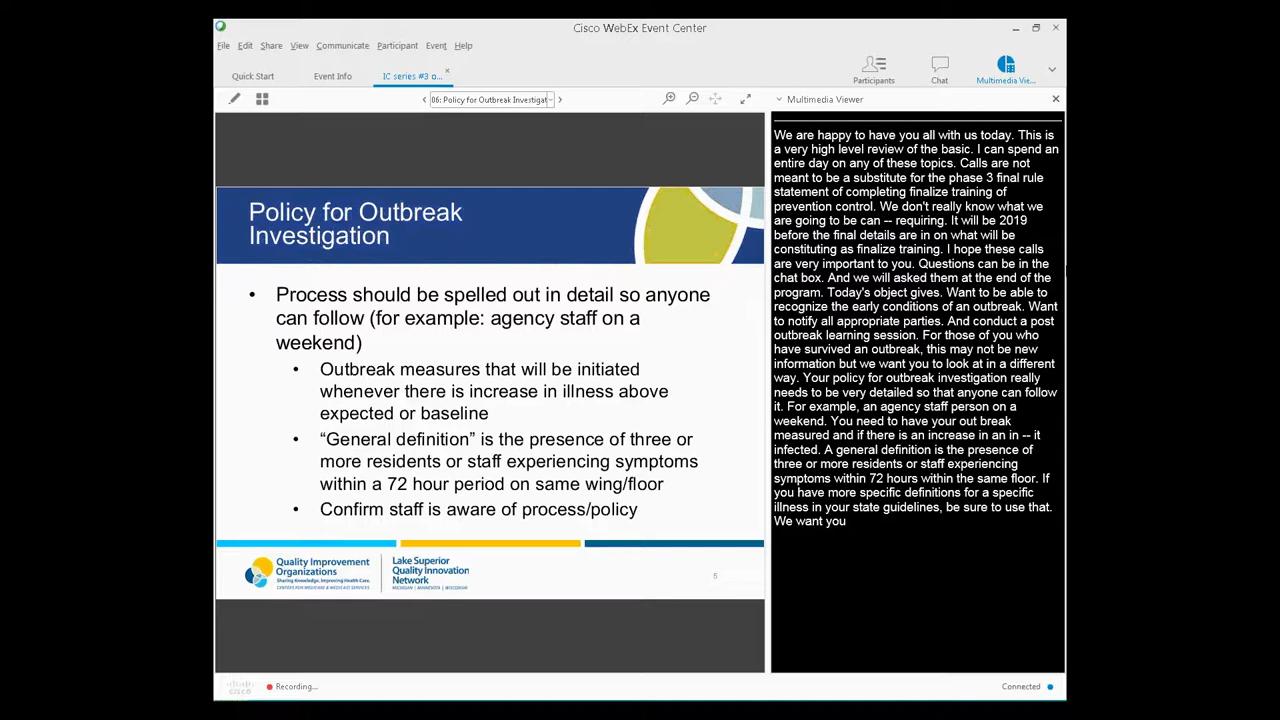 Cisco WebEx Event Center
File Edit Share View Communicate Participant Event Help
Quick Start Event Info IC series #3 o...
Participants Chat Multimedia Vie...
06: Policy for Outbreak Investigat
Multimedia Viewer
Policy for Outbreak
Investigation
• Process should be spelled out in detail so anyone
can follow (for example: agency staff on a
weekend)
• Outbreak measures that will be initiated
whenever there is increase in illness above
expected or baseline
• “General definition” is the presence of three or
more residents or staff experiencing symptoms
within a 72 hour period on same wing/floor
• Confirm staff is aware of process/policy
Quality Improvement
Organizations
Sharing Knowledge. Improving Health Care.
CENTERS FOR MEDICARE & MEDICAID SERVICES
Lake Superior
Quality Innovation
Network
MICHIGAN | MINNESOTA | WISCONSIN
5
We are happy to have you all with us today. This is
a very high level review of the basic. I can spend an
entire day on any of these topics. Calls are not
meant to be a substitute for the phase 3 final rule
statement of completing finalize training of
prevention control. We don't really know what we
are going to be can -- requiring. It will be 2019
before the final details are in on what will be
constituting as finalize training. I hope these calls
are very important to you. Questions can be in the
chat box. And we will asked them at the end of the
program. Today's object gives. Want to be able to
recognize the early conditions of an outbreak. Want
to notify all appropriate parties. And conduct a post
outbreak learning session. For those of you who
have survived an outbreak, this may not be new
information but we want you to look at in a different
way. Your policy for outbreak investigation really
needs to be very detailed so that anyone can follow
it. For example, an agency staff person on a
weekend. You need to have your out break
measured and if there is an increase in an in -- it
infected. A general definition is the presence of
three or more residents or staff experiencing
symptoms within 72 hours within the same floor. If
you have more specific definitions for a specific
illness in your state guidelines, be sure to use that.
We want you
cisco
Recording...
Connected